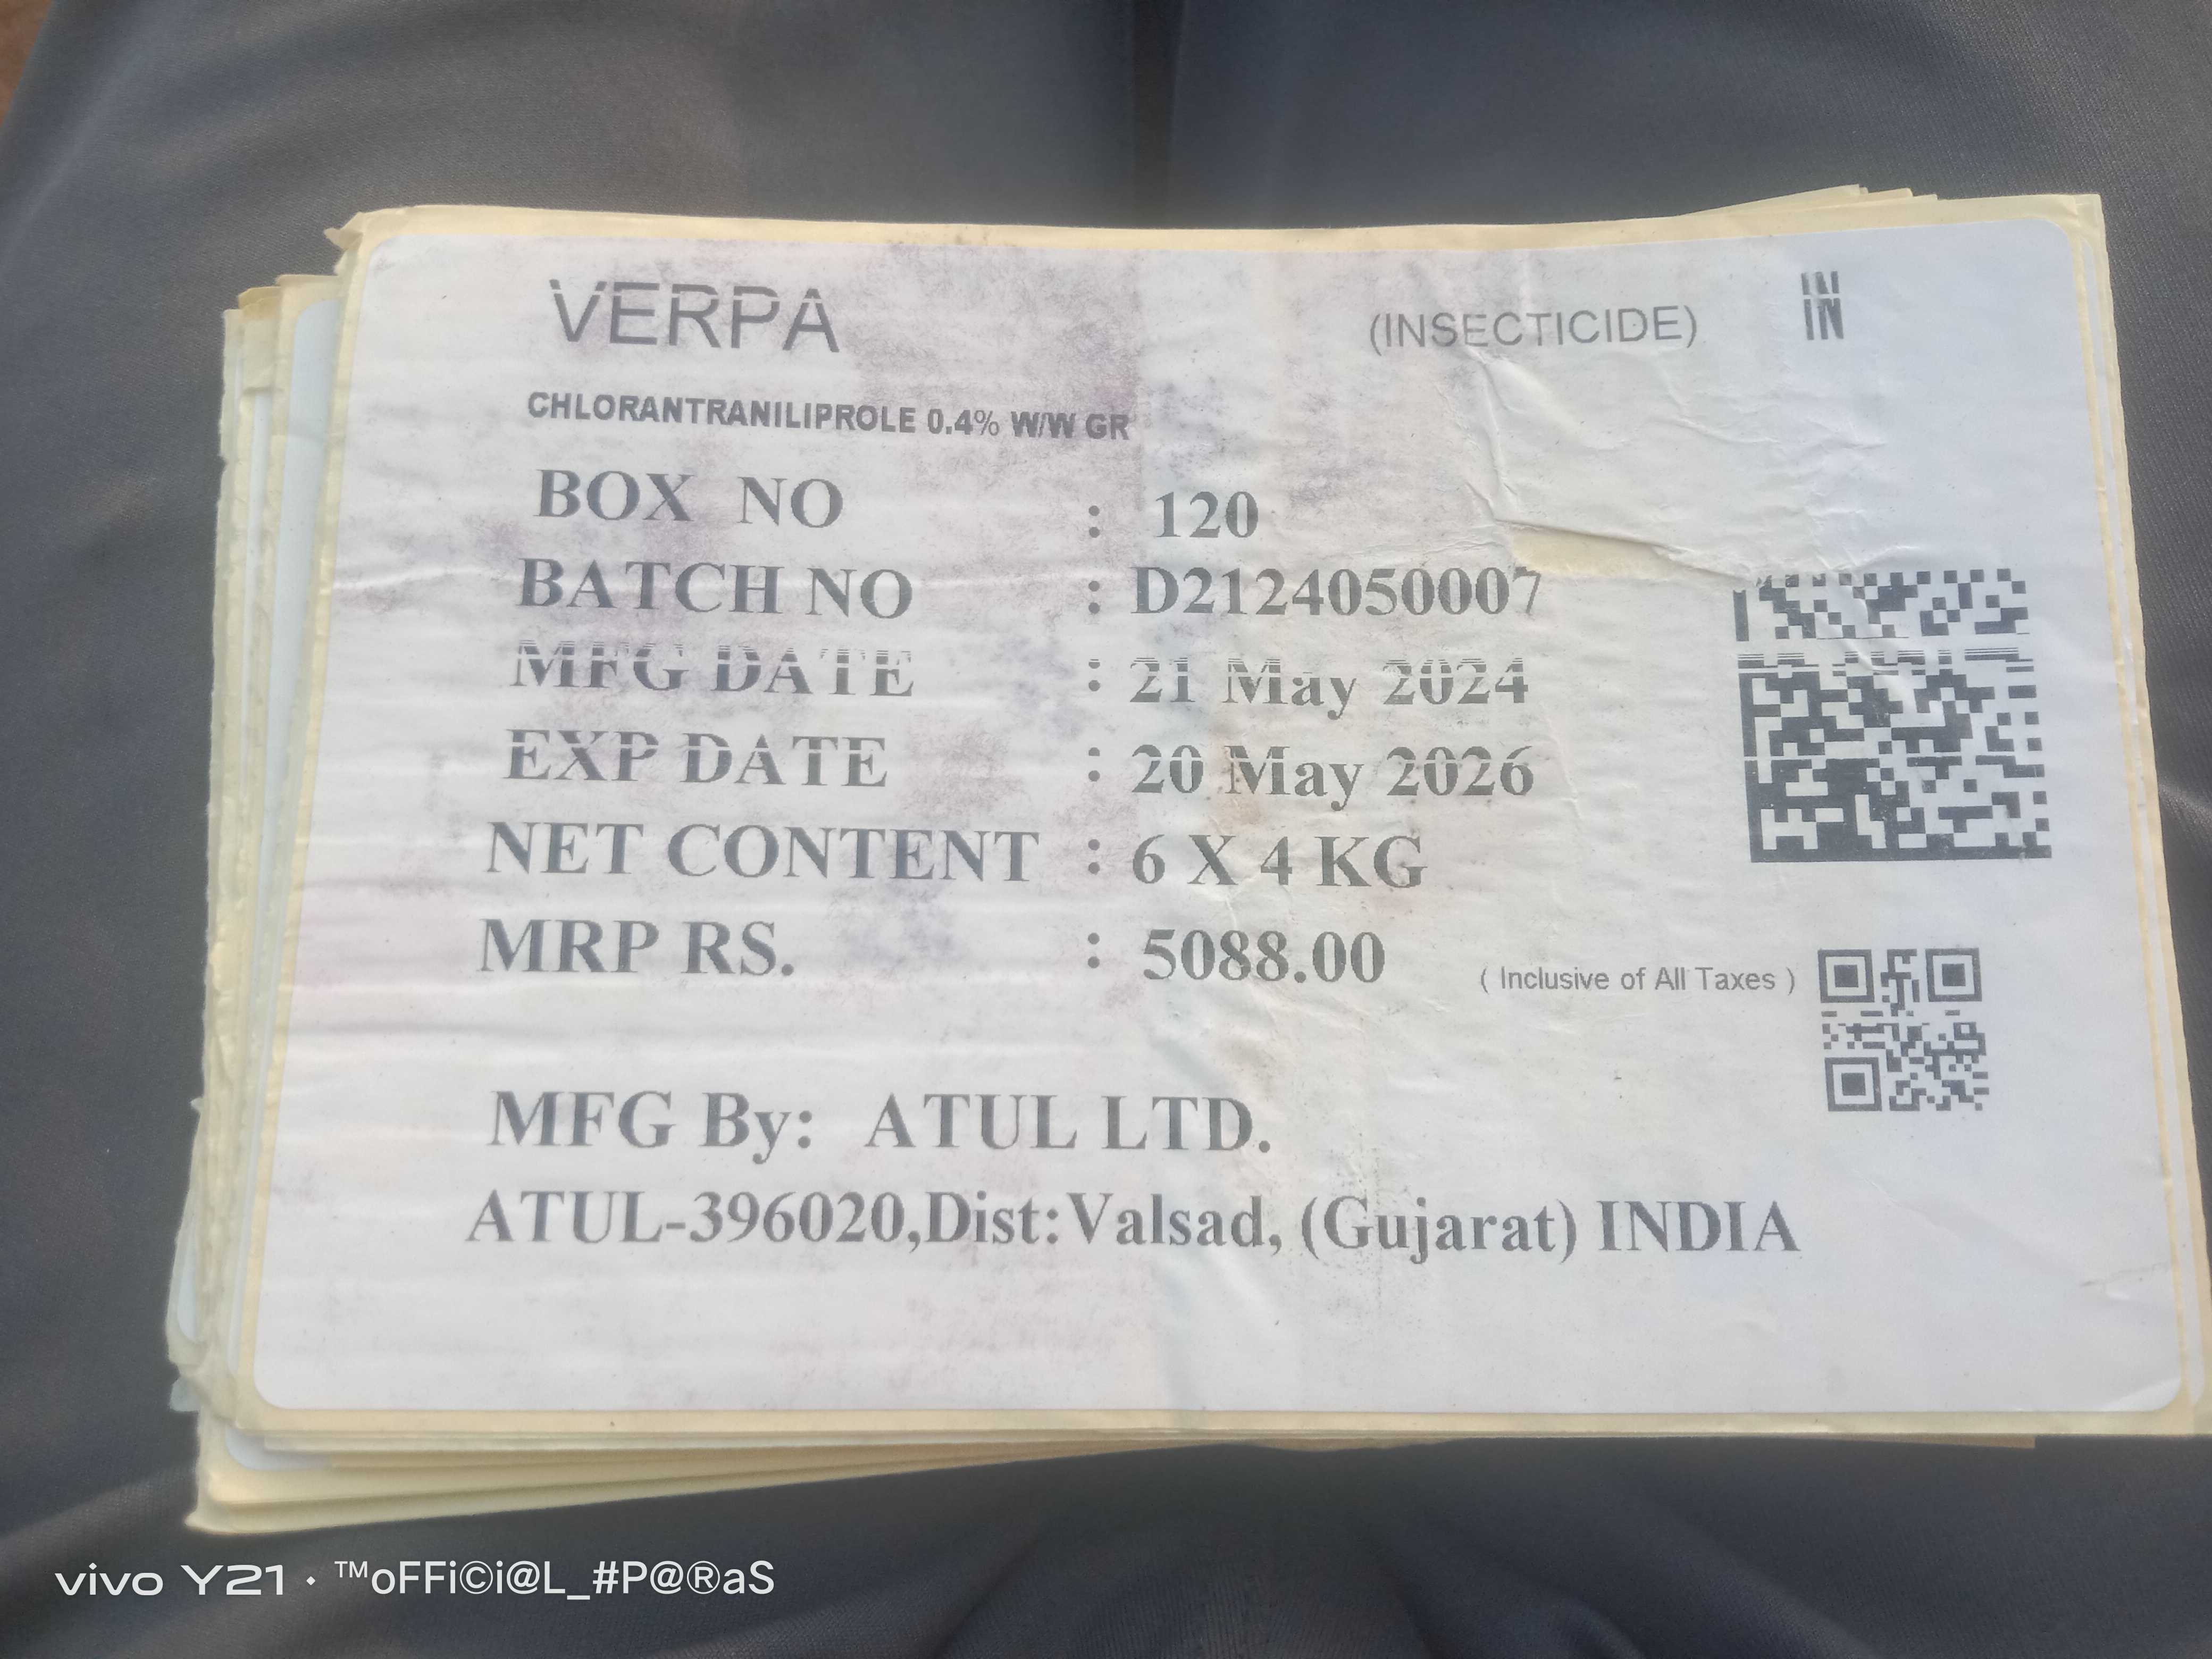 VERPA (INSECTICIDE) IN
CHLORANTRANILIPROLE 0.4% W/W GR
BOX NO : 120
BATCH NO : D2124050007
MFG DATE : 21 May 2024
EXP DATE : 20 May 2026
NET CONTENT : 6 X 4 KG
MRP RS. : 5088.00 ( Inclusive of All Taxes )
MFG By: ATUL LTD.
ATUL-396020,Dist:Valsad, (Gujarat) INDIA
vivo Y21 · ™oFFi©i@L_#P@®aS